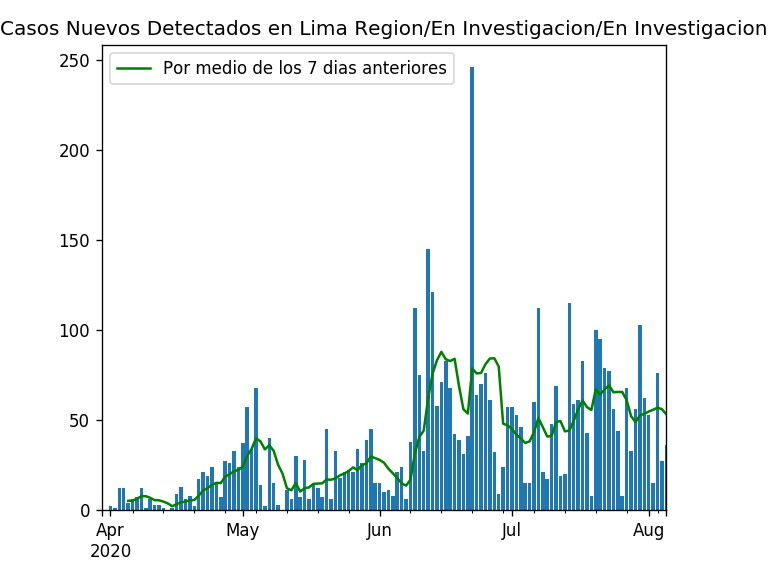 Casos Nuevos Detectados en Lima Region/En Investigacion/En Investigacion
Por medio de los 7 dias anteriores
250
200
150
100
50
0
Apr May Jun Jul Aug
2020